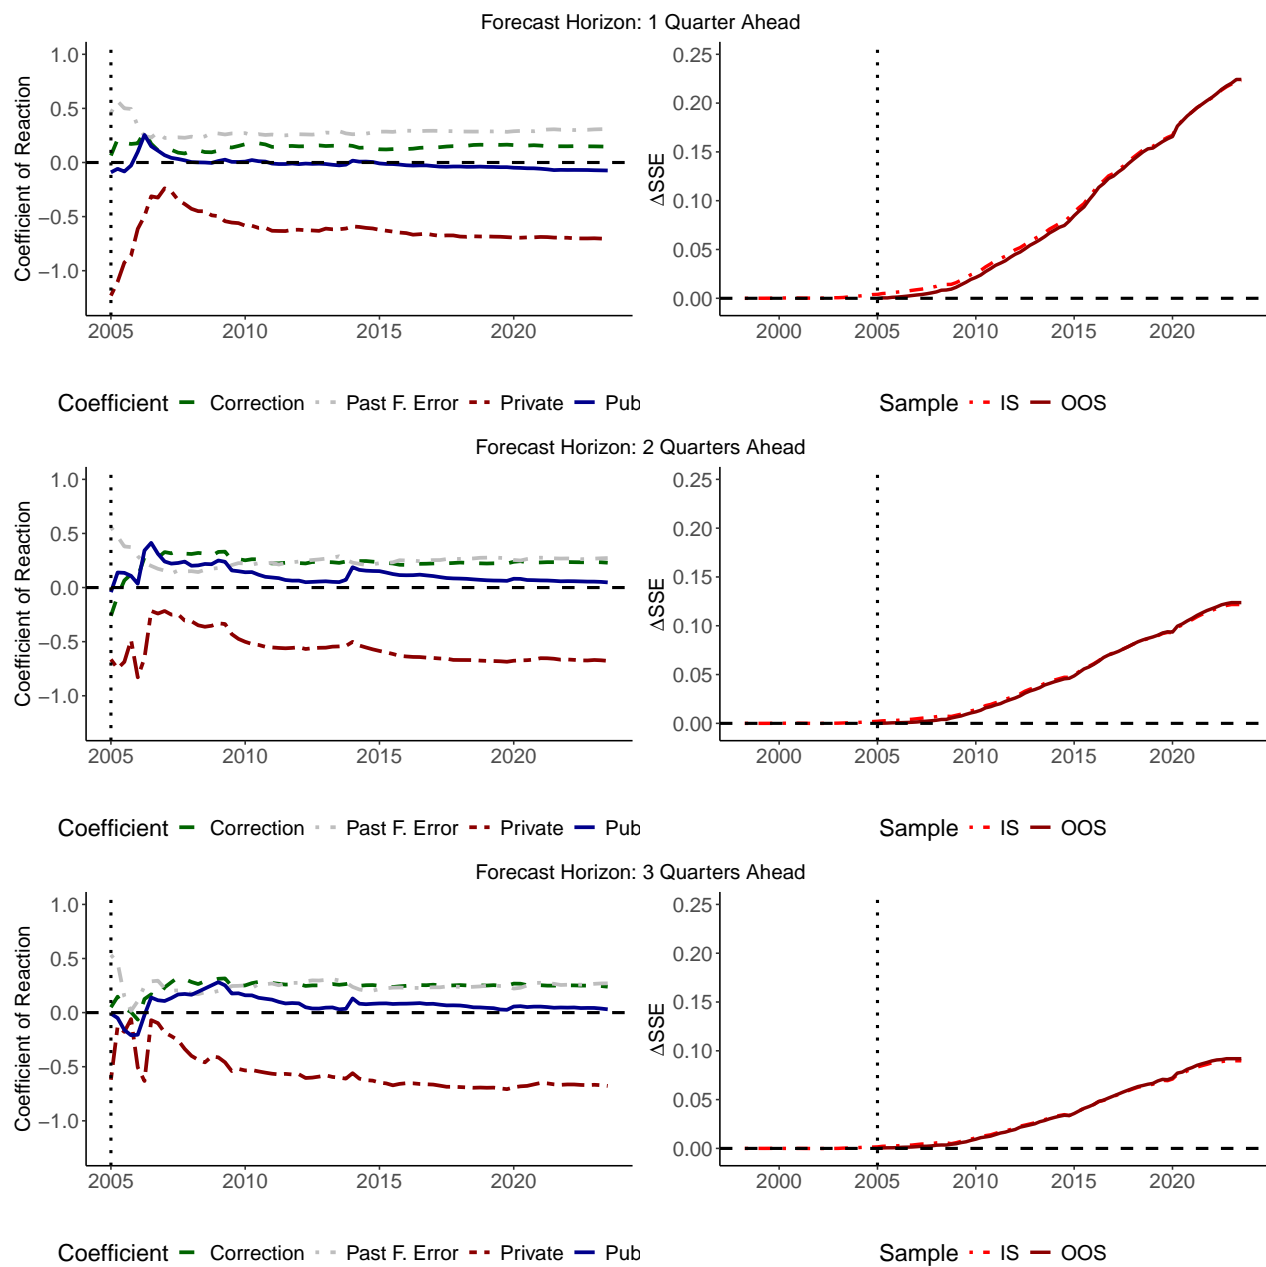 Forecast Horizon: 1 Quarter Ahead
Coefficient of Reaction
1.0
0.5
0.0
−0.5
−1.0
2005 2010 2015 2020
ΔSSE
0.25
0.20
0.15
0.10
0.05
0.00
2000 2005 2010 2015 2020
Coefficient Correction Past F. Error Private Pub
Sample IS OOS
Forecast Horizon: 2 Quarters Ahead
Coefficient of Reaction
1.0
0.5
0.0
−0.5
−1.0
2005 2010 2015 2020
ΔSSE
0.25
0.20
0.15
0.10
0.05
0.00
2000 2005 2010 2015 2020
Coefficient Correction Past F. Error Private Pub
Sample IS OOS
Forecast Horizon: 3 Quarters Ahead
Coefficient of Reaction
1.0
0.5
0.0
−0.5
−1.0
2005 2010 2015 2020
ΔSSE
0.25
0.20
0.15
0.10
0.05
0.00
2000 2005 2010 2015 2020
Coefficient Correction Past F. Error Private Pub
Sample IS OOS